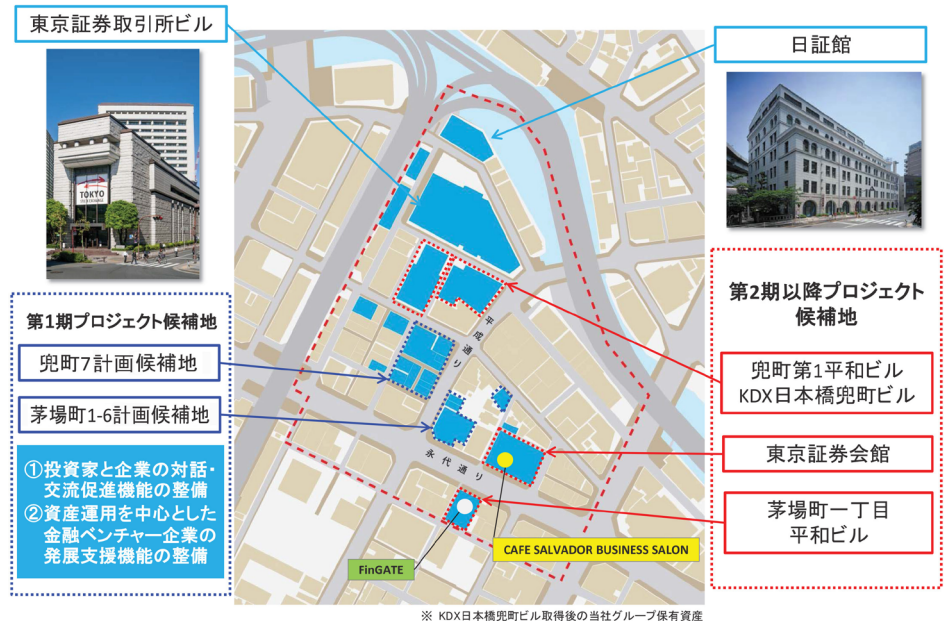 東京証券取引所ビル
日証館
TOKYO
第1期プロジェクト候補地
兜町7計画候補地
茅場町1-6計画候補地
①投資家と企業の対話・
交流促進機能の整備
②資産運用を中心とした
金融ベンチャー企業の
発展支援機能の整備
平成通り
永代通り
第2期以降プロジェクト
候補地
兜町第1平和ビル
KDX日本橋兜町ビル
東京証券会館
茅場町一丁目
平和ビル
CAFE SALVADOR BUSINESS SALON
FinGATE
※ KDX日本橋兜町ビル取得後の当社グループ保有資産